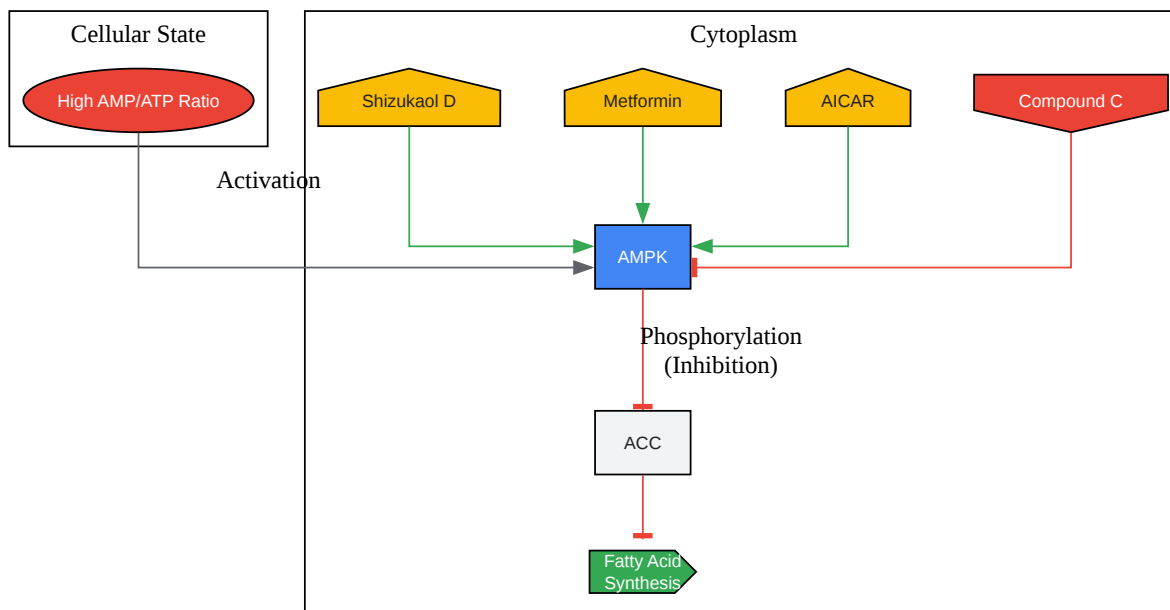 Cellular State
Cytoplasm
High AMP/ATP Ratio
Shizukaol D
Metformin
AICAR
Compound C
Activation
AMPK
Phosphorylation
(Inhibition)
ACC
Fatty Acid
Synthesis